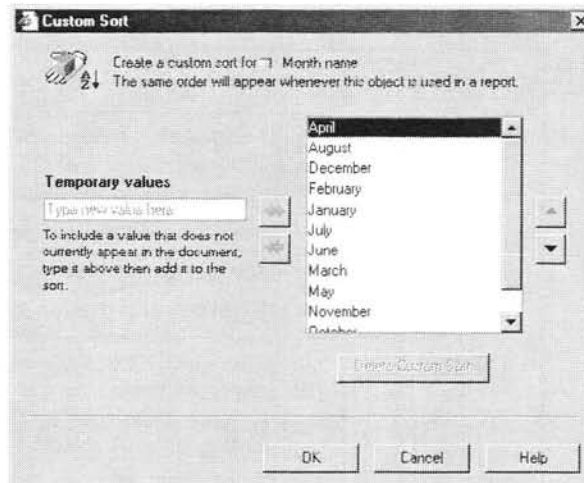 Custom Sort
Create a custom sort for Month name
The same order will appear whenever this object is used in a report.
April
August
December
February
January
July
June
March
May
November
October
Temporary values
Type new value here
To include a value that does not
currently appear in the document,
type it above then add it to the
sort.
Delete Custom Sort
OK
Cancel
Help